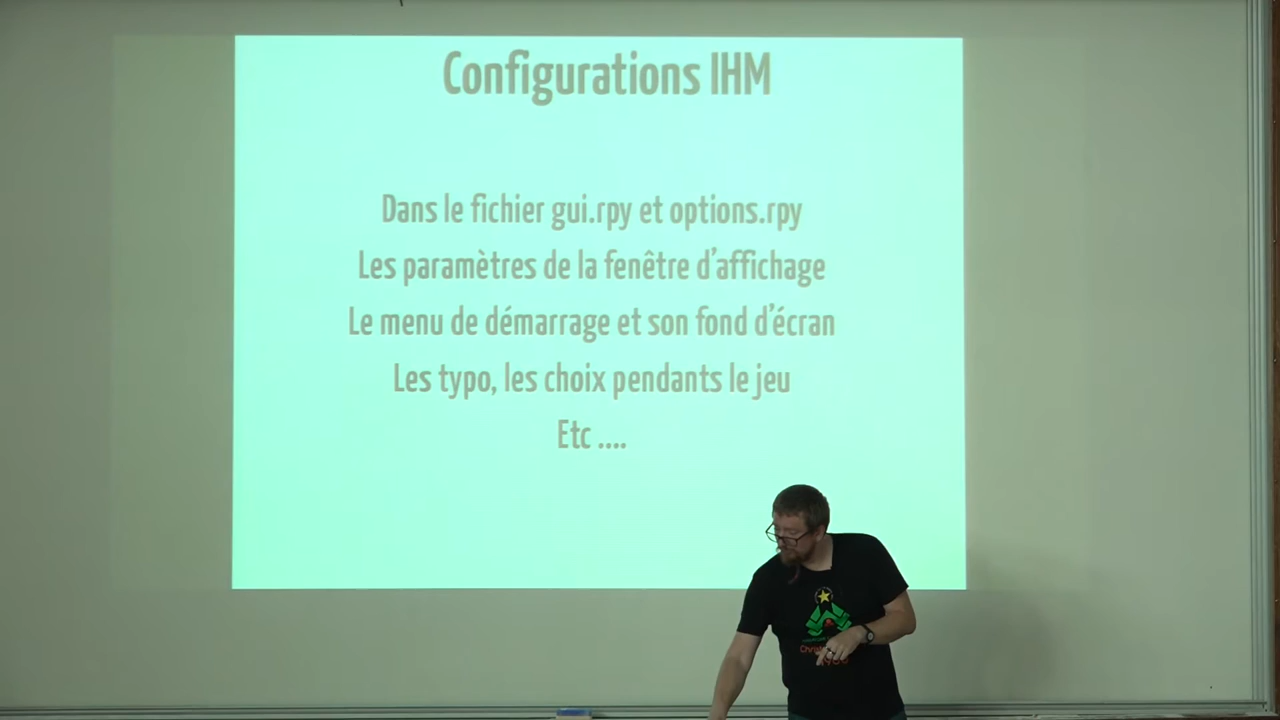 Configurations IHM
Dans le fichier gui.rpy et options.rpy
Les paramètres de la fenêtre d'affichage
Le menu de démarrage et son fond d'écran
Les typo, les choix pendants le jeu
Etc ....